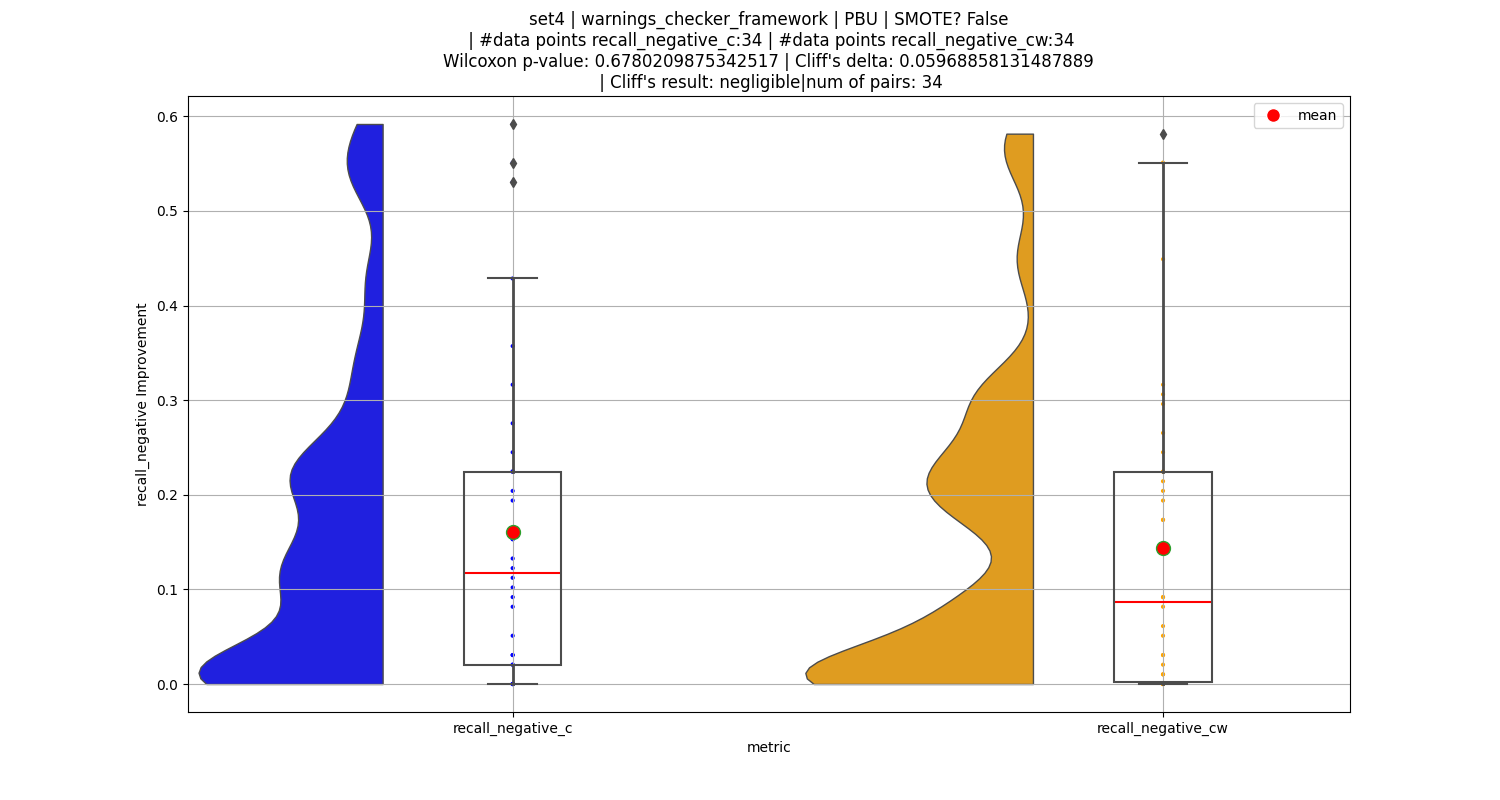 set4 | warnings_checker_framework | PBU | SMOTE? False
| #data points recall_negative_c:34 | #data points recall_negative_cw:34
Wilcoxon p-value: 0.6780209875342517 | Cliff's delta: 0.05968858131487889
| Cliff's result: negligible|num of pairs: 34
mean
0.6
0.5
0.4
0.3
0.2
0.1
0.0
recall_negative Improvement
recall_negative_c
recall_negative_cw
metric